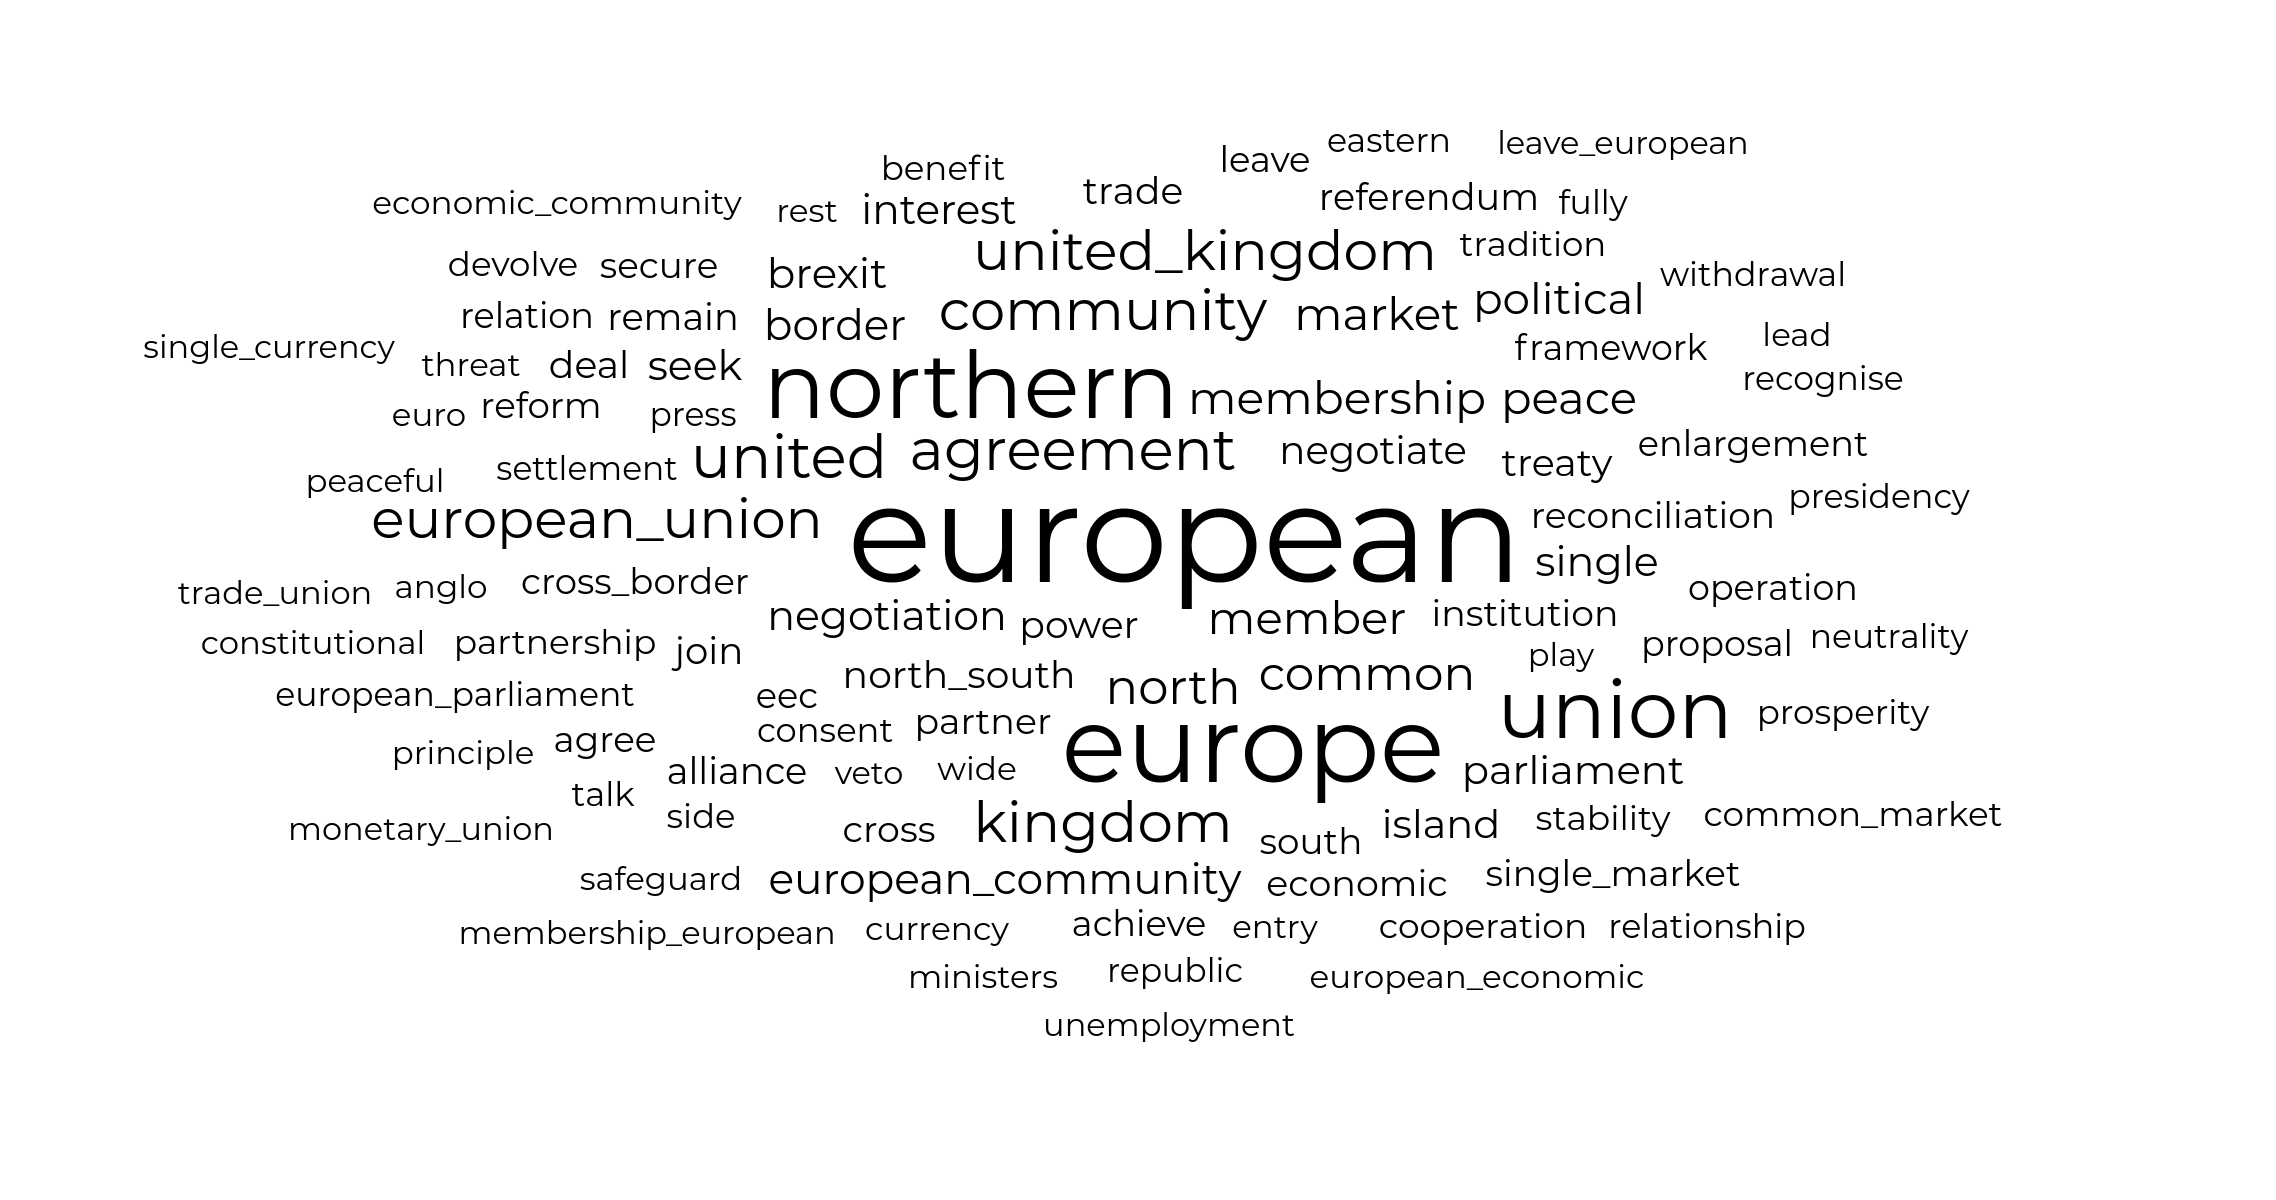 eastern leave_european
benefit leave
economic_community rest interest trade referendum fully
devolve secure brexit united_kingdom tradition withdrawal
relation remain border community market political
single_currency threat deal seek northern framework lead
euro reform press membership peace recognise
peaceful settlement united agreement negotiate treaty enlargement
european_union european reconciliation presidency
single
trade_union anglo cross_border operation
negotiation power member institution
constitutional partnership join play proposal neutrality
european_parliament eec north_south north common union prosperity
consent partner
principle agree alliance veto wide europe parliament
talk
monetary_union side cross kingdom south island stability common_market
safeguard european_community economic single_market
membership_european currency achieve entry cooperation relationship
ministers republic european_economic
unemployment